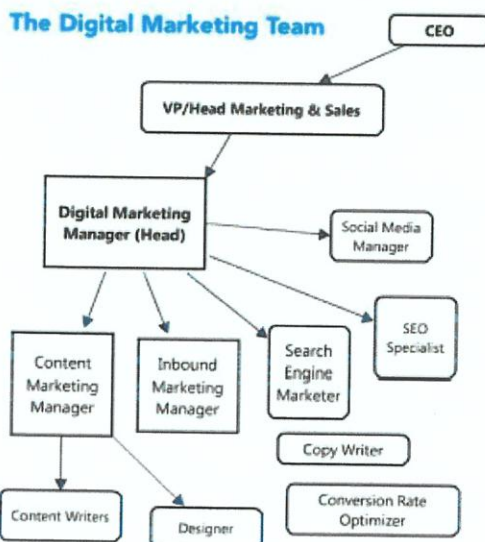 The Digital Marketing Team
CEO
VP/Head Marketing & Sales
Digital Marketing
Manager (Head)
Social Media
Manager
SEO
Specialist
Content
Marketing
Manager
Inbound
Marketing
Manager
Search
Engine
Marketer
Copy Writer
Content Writers
Designer
Conversion Rate
Optimizer